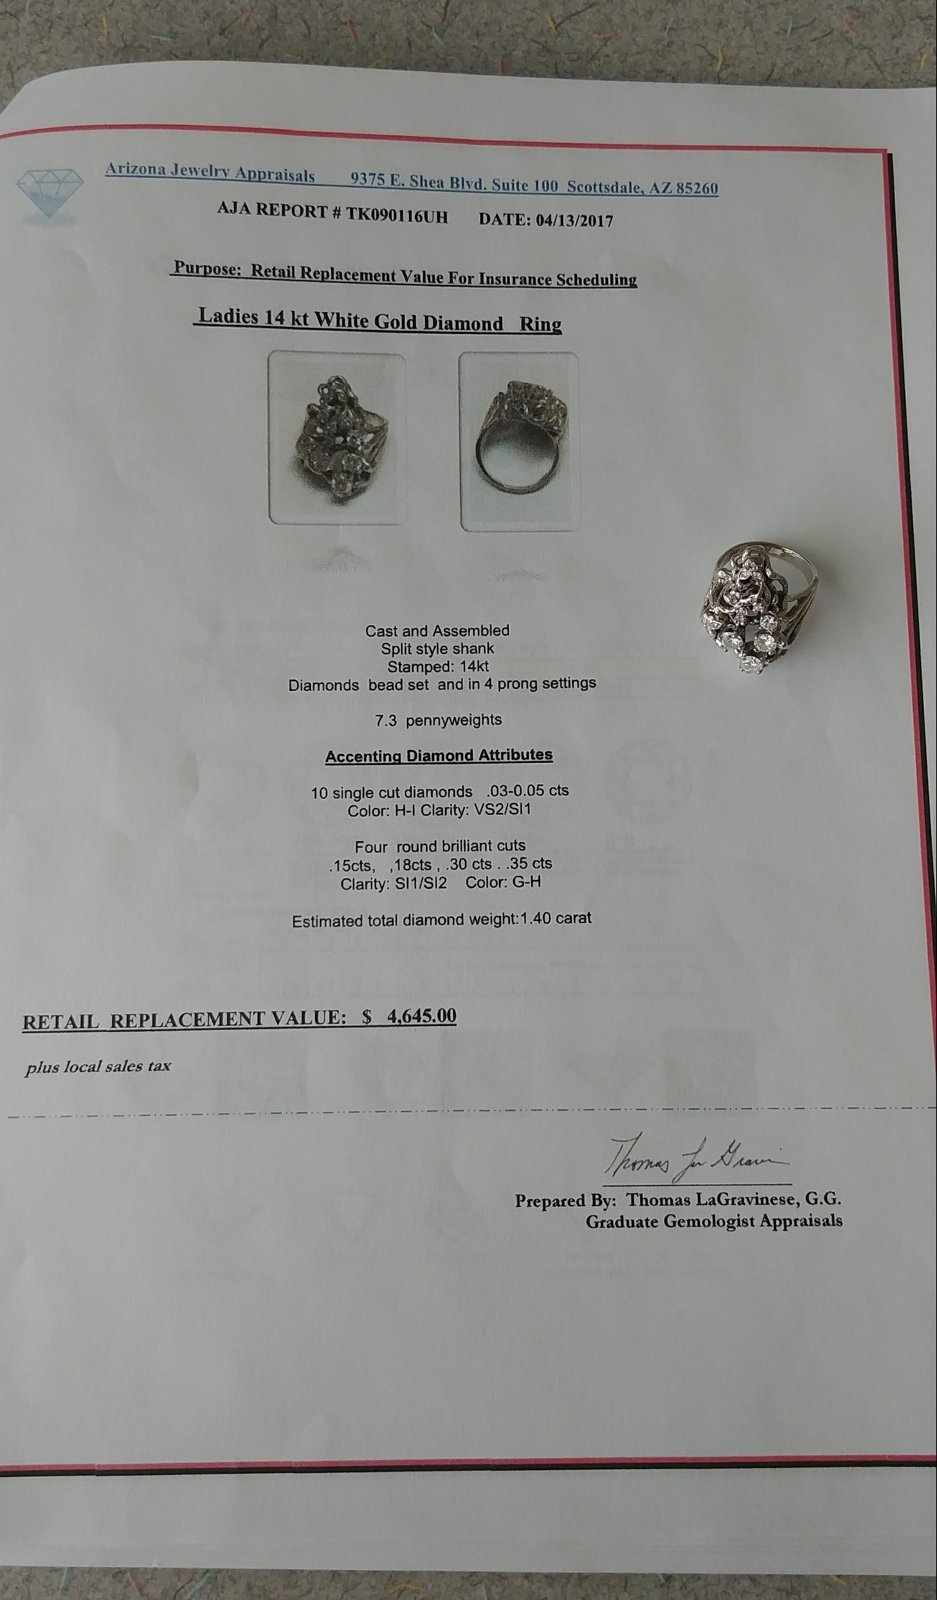 Arizona Jewelry Appraisals 9375 E. Shea Blvd. Suite 100 Scottsdale, AZ 85260
AJA REPORT # TK090116UH DATE: 04/13/2017
Purpose: Retail Replacement Value For Insurance Scheduling
Ladies 14 kt White Gold Diamond Ring
Cast and Assembled
Split style shank
Stamped: 14kt
Diamonds bead set and in 4 prong settings
7.3 pennyweights
Accenting Diamond Attributes
10 single cut diamonds .03-0.05 cts
Color: H-I Clarity: VS2/SI1
Four round brilliant cuts
.15cts, ,18cts , .30 cts . .35 cts
Clarity: SI1/SI2 Color: G-H
Estimated total diamond weight:1.40 carat
RETAIL REPLACEMENT VALUE: $ 4,645.00
plus local sales tax
Thomas La Gravi
Prepared By: Thomas LaGravinese, G.G.
Graduate Gemologist Appraisals